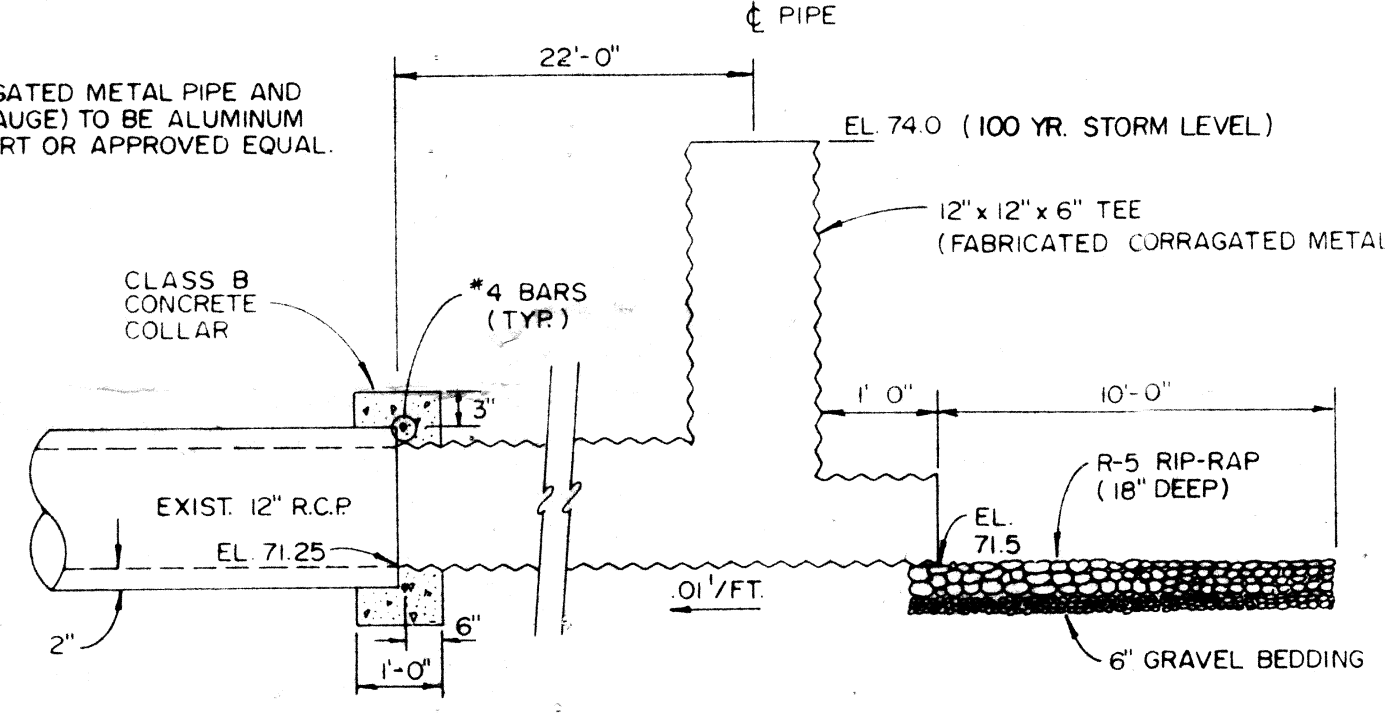 ℄ PIPE
22'-0"
GATED METAL PIPE AND
AUGE) TO BE ALUMINUM
RT OR APPROVED EQUAL.
EL. 74.0 (100 YR. STORM LEVEL)
12" x 12" x 6" TEE
(FABRICATED CORRAGATED METAL
CLASS B
CONCRETE
COLLAR
#4 BARS
(TYP.)
3"
1' 0"
10'-0"
R-5 RIP-RAP
(18" DEEP)
EXIST. 12" R.C.P.
EL. 71.25
EL.
71.5
.01'/FT.
2"
6"
1'-0"
6" GRAVEL BEDDING